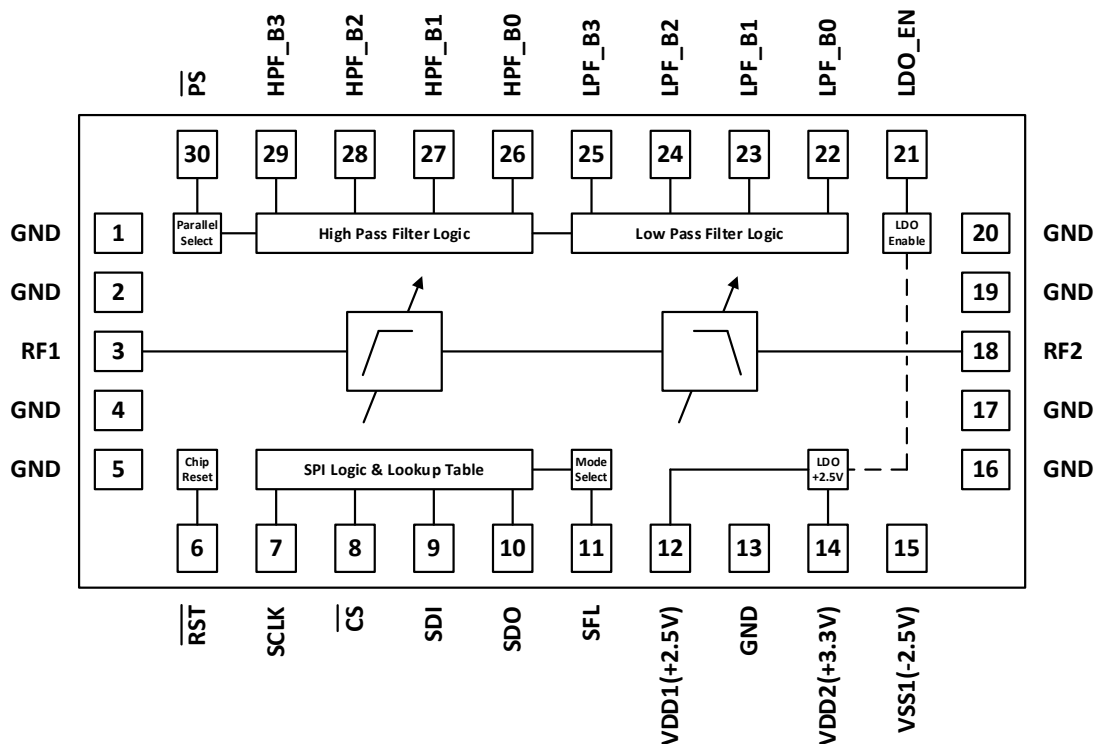 PS
HPF_B3
HPF_B2
HPF_B1
HPF_B0
LPF_B3
LPF_B2
LPF_B1
LPF_B0
LDO_EN
30
29
28
27
26
25
24
23
22
21
GND
1
Parallel
Select
High Pass Filter Logic
Low Pass Filter Logic
LDO
Enable
20
GND
GND
2
19
GND
RF1
3
18
RF2
GND
4
17
GND
GND
5
Chip
Reset
SPI Logic & Lookup Table
Mode
Select
LDO
+2.5V
16
GND
6
7
8
9
10
11
12
13
14
15
RST
SCLK
CS
SDI
SDO
SFL
VDD1(+2.5V)
GND
VDD2(+3.3V)
VSS1(-2.5V)